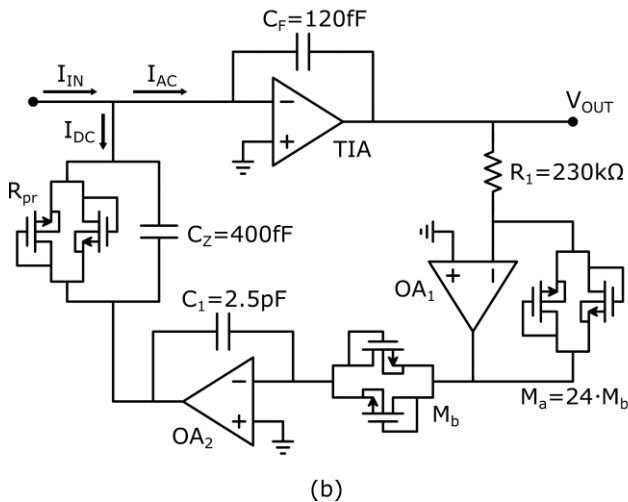 C_F=120fF
I_IN
I_AC
V_OUT
I_DC
−
+
TIA
R_1=230kΩ
R_pr
C_Z=400fF
+ −
OA_1
C_1=2.5pF
−
+
OA_2
M_b
M_a=24·M_b
(b)